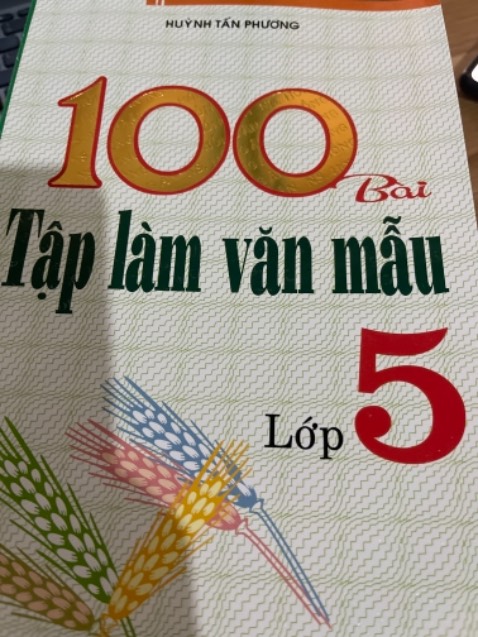 HUỲNH TẤN PHƯƠNG
100 Bài
Tập làm văn mẫu
Lớp 5